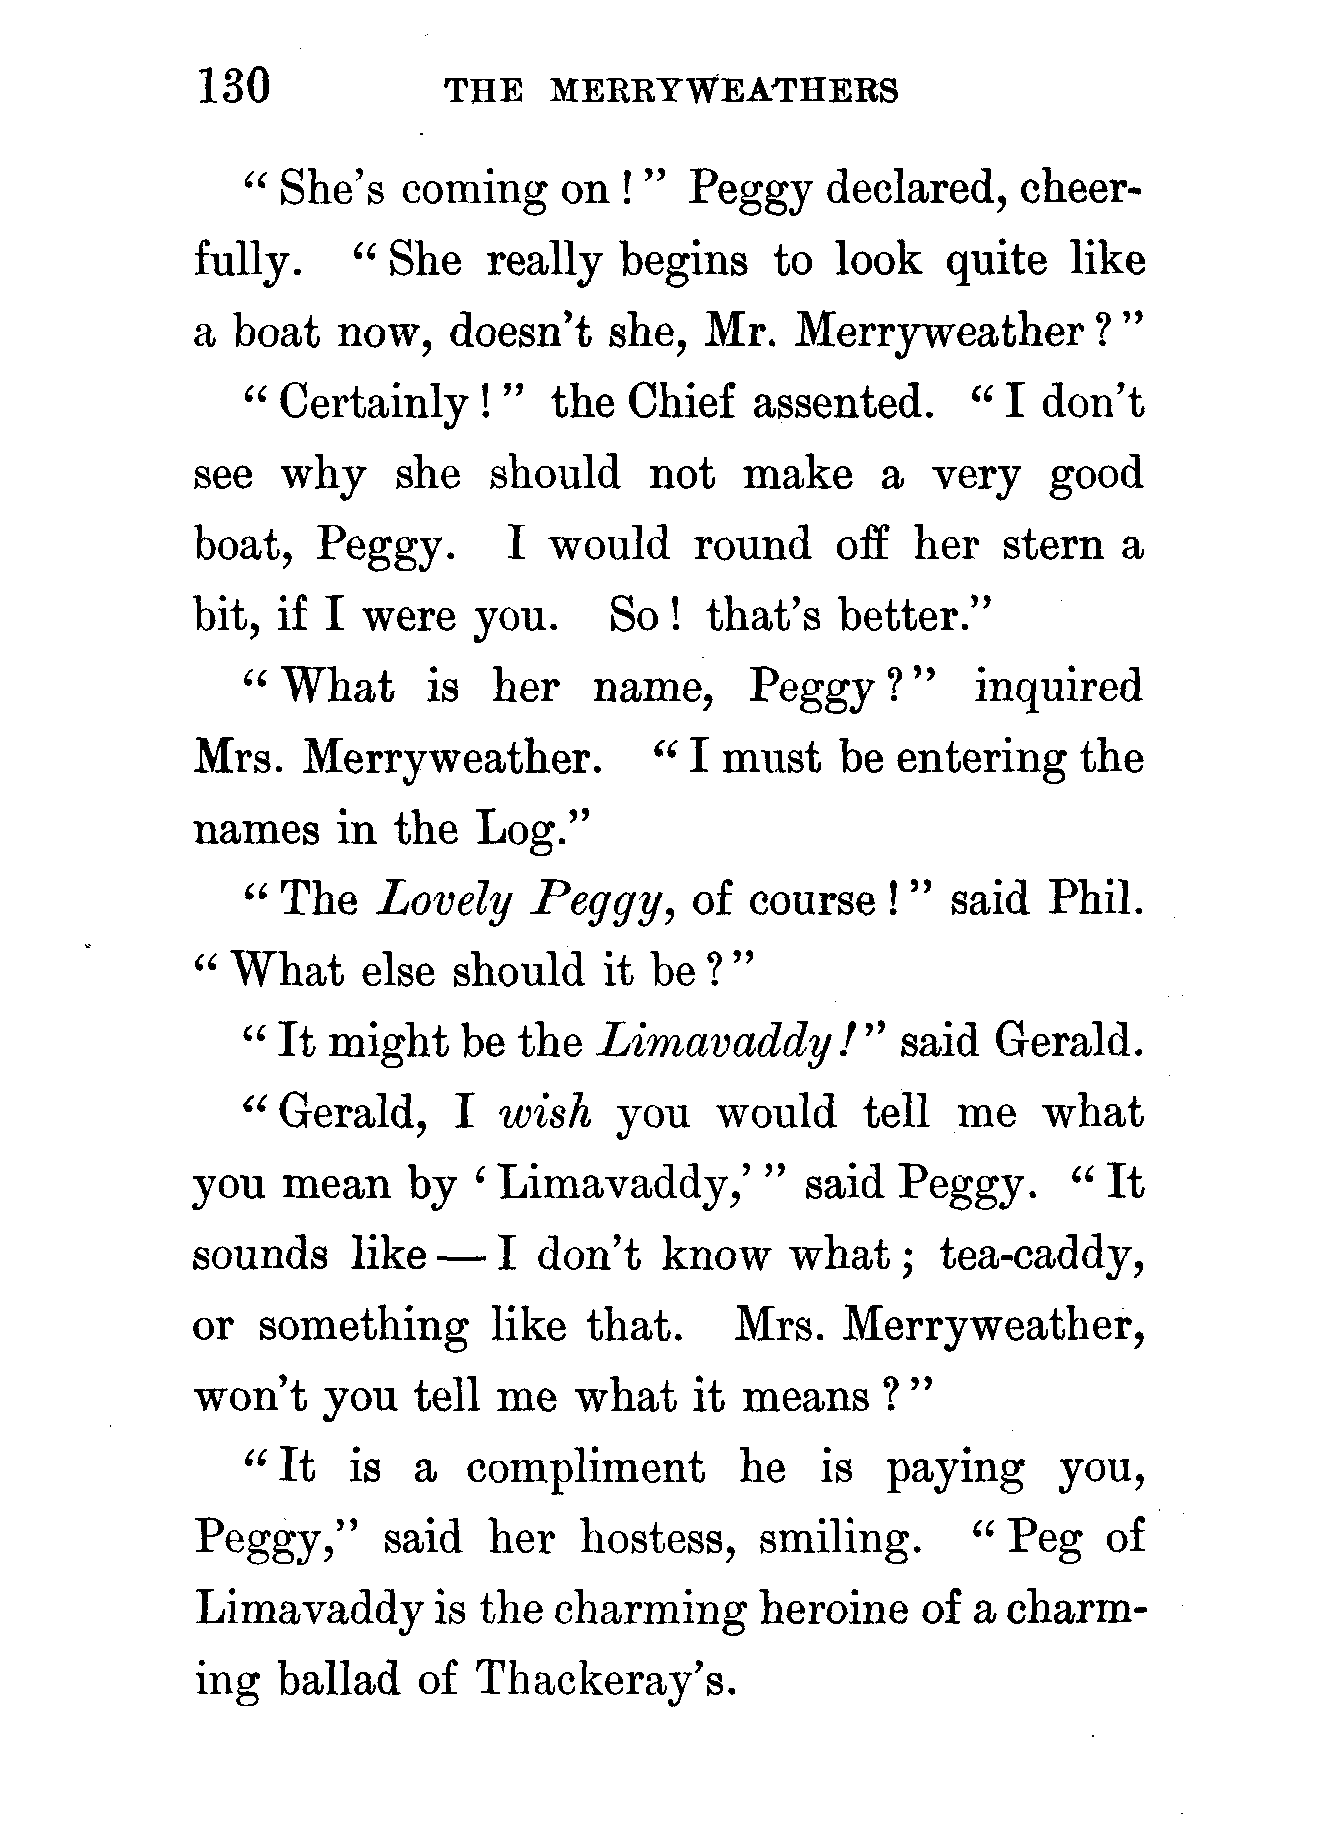 130 THE MERRYWEATHERS
“ She’s coming on ! ” Peggy declared, cheer-
fully. “ She really begins to look quite like
a boat now, doesn’t she, Mr. Merryweather ? ”
“ Certainly ! ” the Chief assented. “ I don’t
see why she should not make a very good
boat, Peggy. I would round off her stern a
bit, if I were you. So ! that’s better.”
“ What is her name, Peggy ? ” inquired
Mrs. Merryweather. “ I must be entering the
names in the Log.”
“ The Lovely Peggy, of course ! ” said Phil.
“ What else should it be ? ”
“ It might be the Limavaddy ! ” said Gerald.
“ Gerald, I wish you would tell me what
you mean by ‘ Limavaddy,’ ” said Peggy. “ It
sounds like — I don’t know what ; tea-caddy,
or something like that. Mrs. Merryweather,
won’t you tell me what it means ? ”
“ It is a compliment he is paying you,
Peggy,” said her hostess, smiling. “ Peg of
Limavaddy is the charming heroine of a charm-
ing ballad of Thackeray’s.